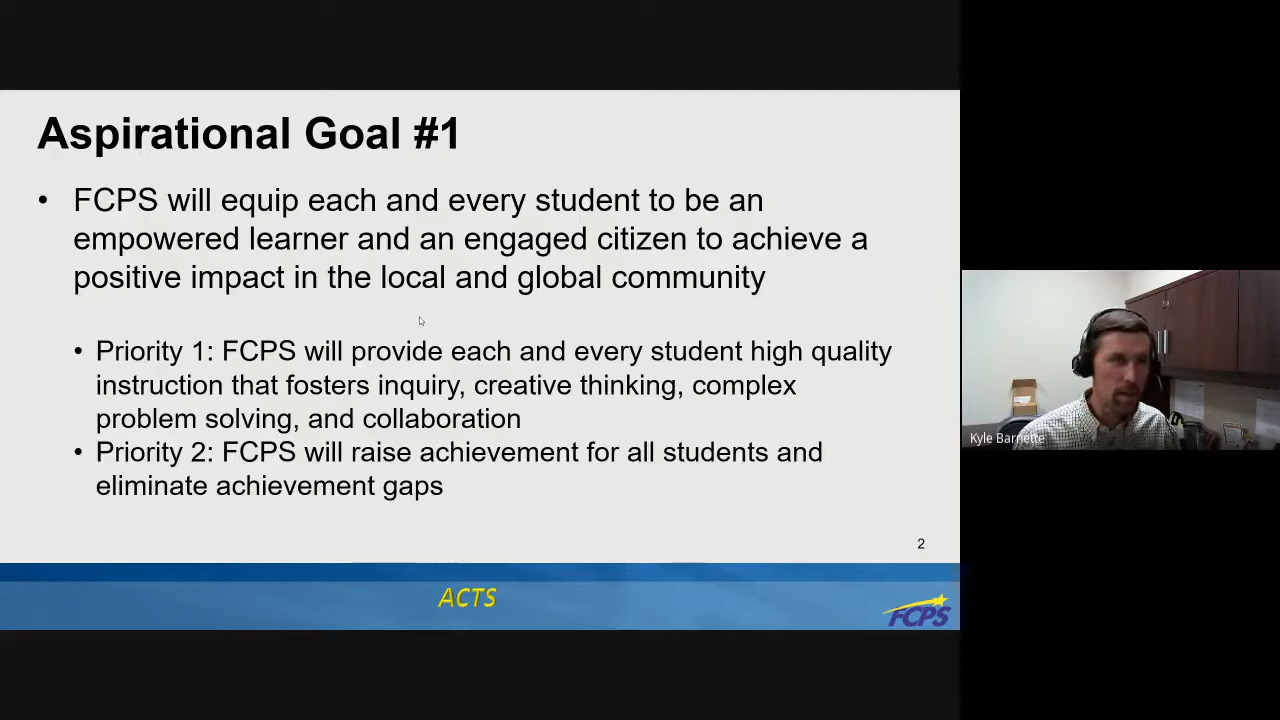 Aspirational Goal #1
• FCPS will equip each and every student to be an
empowered learner and an engaged citizen to achieve a
positive impact in the local and global community
• Priority 1: FCPS will provide each and every student high quality
instruction that fosters inquiry, creative thinking, complex
problem solving, and collaboration
• Priority 2: FCPS will raise achievement for all students and
eliminate achievement gaps
2
ACTS
FCPS
Kyle Barnette